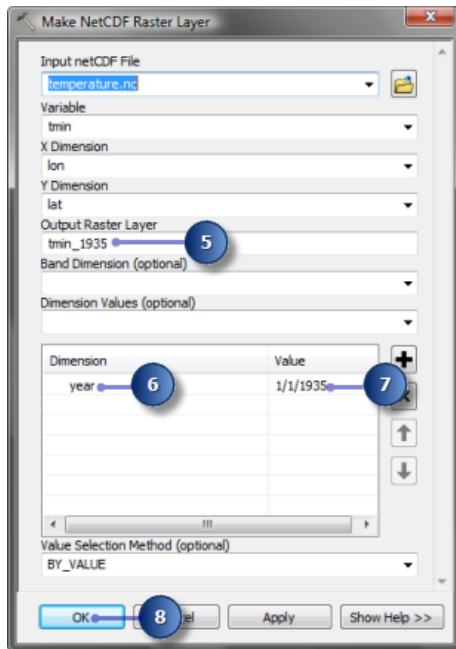 Make NetCDF Raster Layer
Input netCDF File
temperature.nc
Variable
tmin
X Dimension
lon
Y Dimension
lat
Output Raster Layer
tmin_1935
5
Band Dimension (optional)
Dimension Values (optional)
Dimension Value
year 6 1/1/1935 7
Value Selection Method (optional)
BY_VALUE
OK 8 el Apply Show Help >>